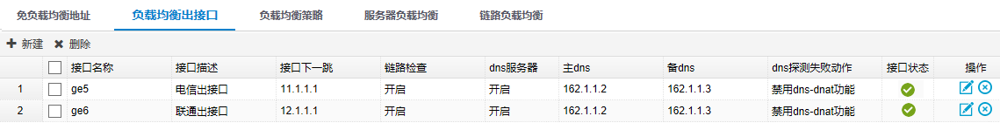 免负载均衡地址 负载均衡出接口 负载均衡策略 服务器负载均衡 链路负载均衡
新建 删除
接口名称 接口描述 接口下一跳 链路检查 dns服务器 主dns 备dns dns探测失败动作 接口状态 操作
1 ge5 电信出接口 11.1.1.1 开启 开启 162.1.1.2 162.1.1.3 禁用dns-dnat功能
2 ge6 联通出接口 12.1.1.1 开启 开启 162.1.1.2 162.1.1.3 禁用dns-dnat功能